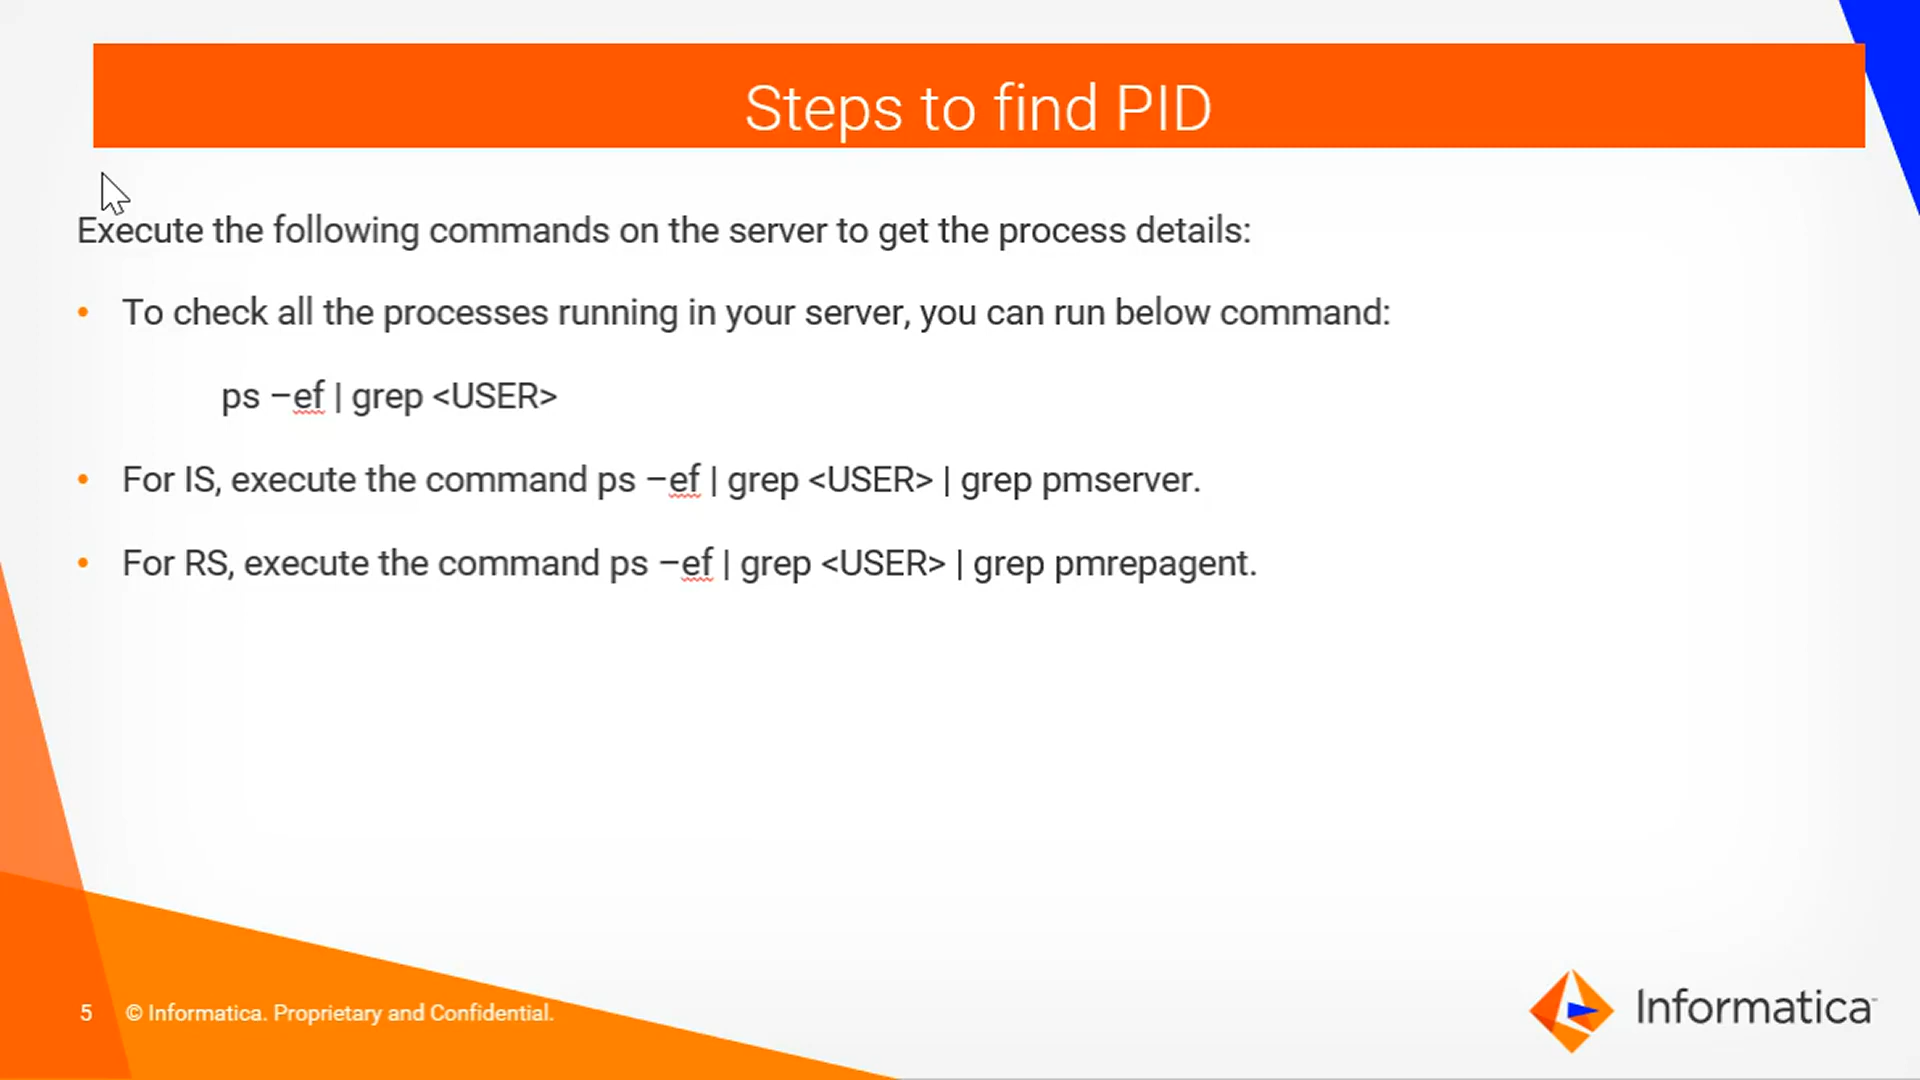 Steps to find PID
Execute the following commands on the server to get the process details:
• To check all the processes running in your server, you can run below command:
ps –ef | grep <USER>
• For IS, execute the command ps –ef | grep <USER> | grep pmserver.
• For RS, execute the command ps –ef | grep <USER> | grep pmrepagent.
5 © Informatica. Proprietary and Confidential.
Informatica